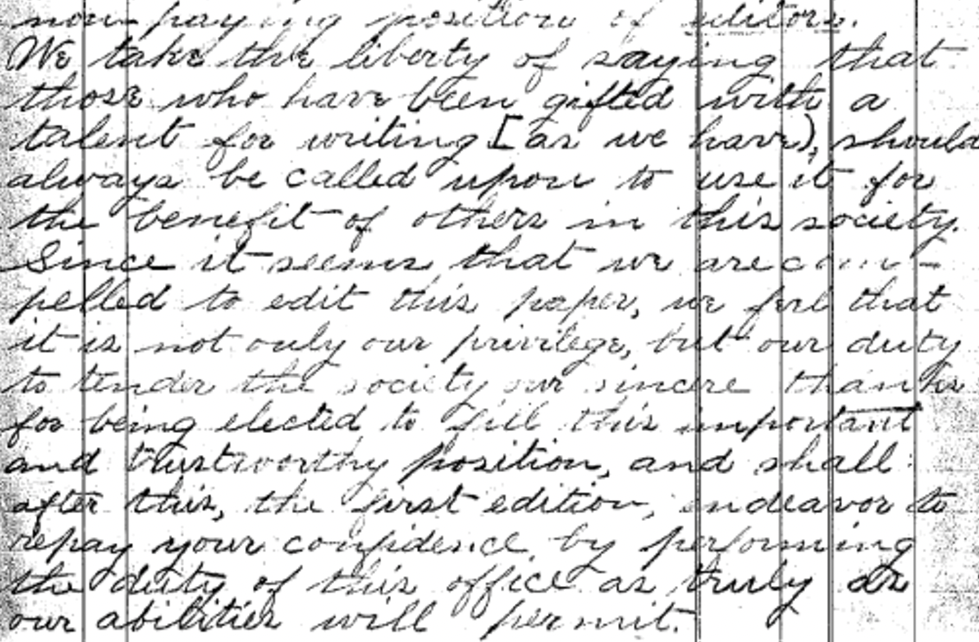 non-paying position of editors.
We take the liberty of saying that
those who have been gifted with a
talent for writing [as we have), should
always be called upon to use it for
the benefit of others in this society.
Since it seems that we are com-
pelled to edit this paper, we feel that
it is not only our privilege, but our duty
to tender the society our sincere thanks
for being elected to fill this important
and trustworthy position, and shall
after this, the first edition, endeavor to
repay your confidence by performing
the duty of this office as truly as
our abilities will permit.